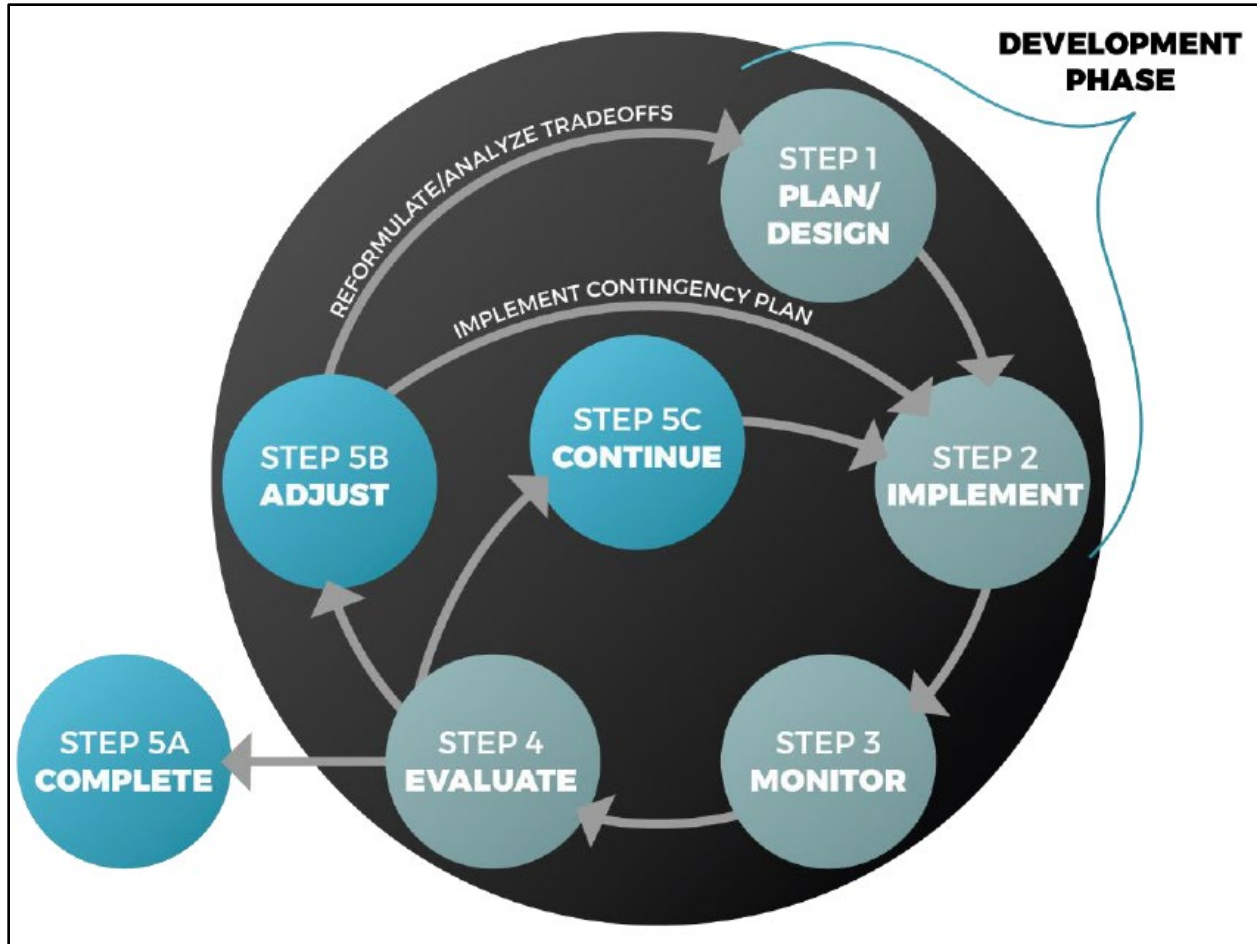 DEVELOPMENT
PHASE
REFORMULATE/ANALYZE TRADEOFFS
STEP 1
PLAN/
DESIGN
IMPLEMENT CONTINGENCY PLAN
STEP 5C
CONTINUE
STEP 5B
ADJUST
STEP 2
IMPLEMENT
STEP 5A
COMPLETE
STEP 4
EVALUATE
STEP 3
MONITOR